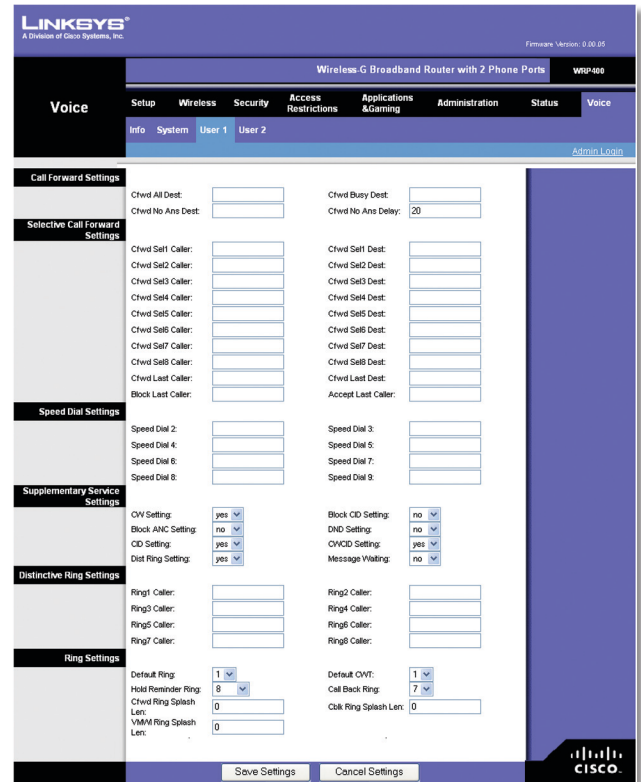 LINKSYS®
A Division of Cisco Systems, Inc.
Firmware Version: 0.00.05
Wireless-G Broadband Router with 2 Phone Ports WRP400
Voice
Setup Wireless Security Access Restrictions Applications &Gaming Administration Status Voice
Info System User 1 User 2
Admin Login
Call Forward Settings
Cfwd All Dest: Cfwd Busy Dest:
Cfwd No Ans Dest: Cfwd No Ans Delay: 20
Selective Call Forward Settings
Cfwd Sel1 Caller: Cfwd Sel1 Dest:
Cfwd Sel2 Caller: Cfwd Sel2 Dest:
Cfwd Sel3 Caller: Cfwd Sel3 Dest:
Cfwd Sel4 Caller: Cfwd Sel4 Dest:
Cfwd Sel5 Caller: Cfwd Sel5 Dest:
Cfwd Sel6 Caller: Cfwd Sel6 Dest:
Cfwd Sel7 Caller: Cfwd Sel7 Dest:
Cfwd Sel8 Caller: Cfwd Sel8 Dest:
Cfwd Last Caller: Cfwd Last Dest:
Block Last Caller: Accept Last Caller:
Speed Dial Settings
Speed Dial 2: Speed Dial 3:
Speed Dial 4: Speed Dial 5:
Speed Dial 6: Speed Dial 7:
Speed Dial 8: Speed Dial 9:
Supplementary Service Settings
CW Setting: yes Block CID Setting: no
Block ANC Setting: no DND Setting: no
CID Setting: yes CWCID Setting: yes
Dist Ring Setting: yes Message Waiting: no
Distinctive Ring Settings
Ring1 Caller: Ring2 Caller:
Ring3 Caller: Ring4 Caller:
Ring5 Caller: Ring6 Caller:
Ring7 Caller: Ring8 Caller:
Ring Settings
Default Ring: 1 Default CWT: 1
Hold Reminder Ring: 8 Call Back Ring: 7
Cfwd Ring Splash Len: 0 Cblk Ring Splash Len: 0
VMWI Ring Splash Len: 0
Save Settings Cancel Settings
CISCO.